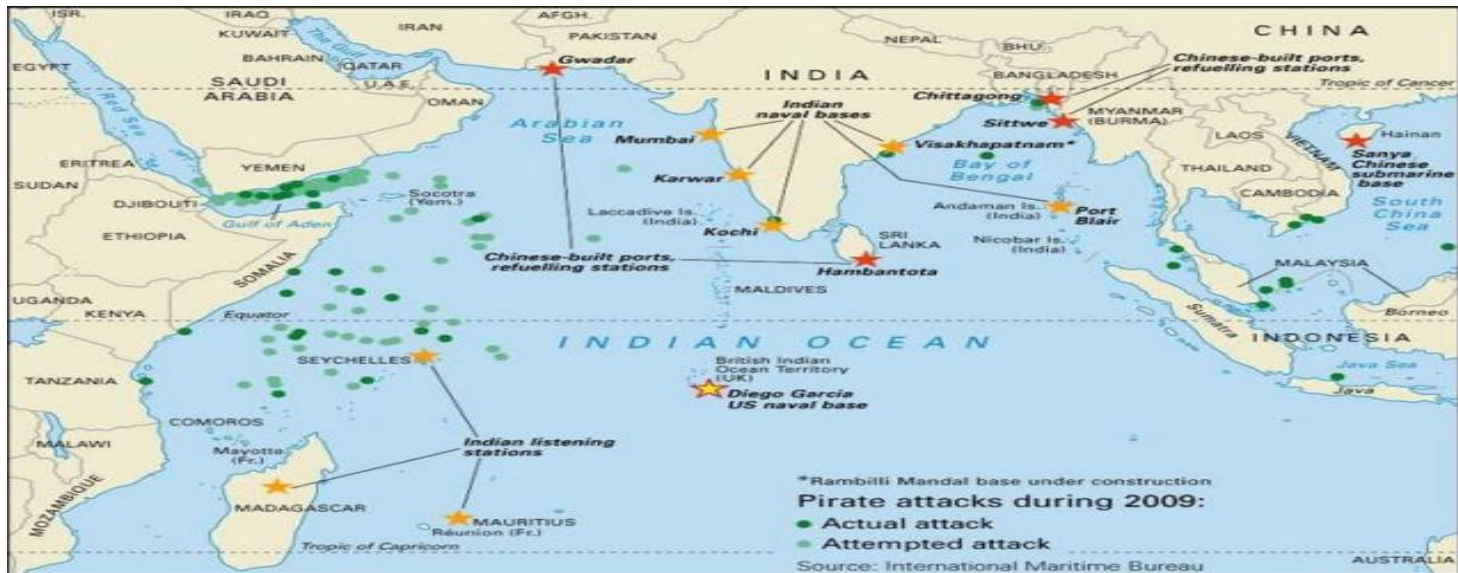 ISR.
IRAQ
IRAN
AFGH.
CHINA
KUWAIT
PAKISTAN
NEPAL
BHU.
Chinese-built ports,
refuelling stations
The Gulf
BAHRAIN
QATAR
Gwadar
INDIA
BANGLADESH
EGYPT
SAUDI
ARABIA
U.A.E.
Tropic of Cancer
OMAN
Chittagong
Red Sea
Arabian
Sea
Indian
naval bases
MYANMAR
(BURMA)
Sittwe
Hainan
Mumbai
Visakhapatnam*
LAOS
VIETNAM
Sanya
Chinese
submarine
base
ERITREA
YEMEN
Bay of
Bengal
THAILAND
SUDAN
Karwar
Socotra
(Yem.)
CAMBODIA
DJIBOUTI
Gulf of Aden
Laccadive Is.
(India)
Andaman Is.
(India)
Port
Blair
South
China
Sea
ETHIOPIA
Kochi
SRI
LANKA
Nicobar Is.
(India)
SOMALIA
Chinese-built ports,
refuelling stations
Hambantota
MALAYSIA
MALDIVES
UGANDA
KENYA
Equator
Sumatra
Borneo
INDIAN OCEAN
INDONESIA
SEYCHELLES
British Indian
Ocean Territory
(UK)
Java Sea
TANZANIA
Diego Garcia
US naval base
Java
COMOROS
MALAWI
Mayotte
(Fr.)
Indian listening
stations
MOZAMBIQUE
MADAGASCAR
MAURITIUS
Réunion (Fr.)
Tropic of Capricorn
*Rambilli Mandal base under construction
Pirate attacks during 2009:
Actual attack
Attempted attack
Source: International Maritime Bureau
AUSTRALIA